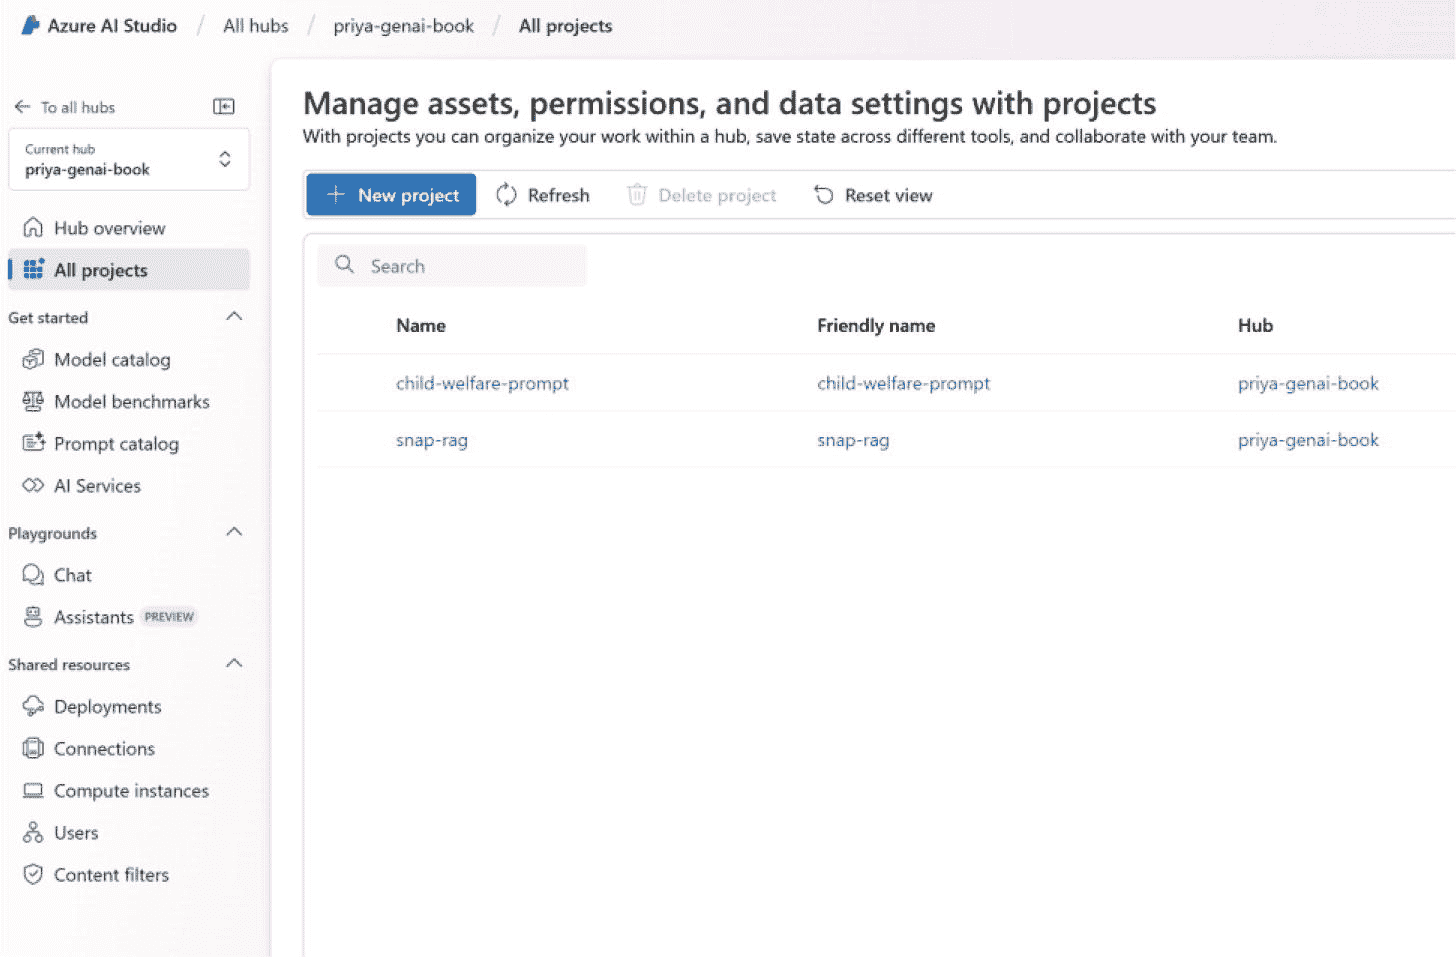 Azure AI Studio / All hubs / priya-genai-book / All projects
To all hubs
Current hub
priya-genai-book
Hub overview
All projects
Get started
Model catalog
Model benchmarks
Prompt catalog
AI Services
Playgrounds
Chat
Assistants PREVIEW
Shared resources
Deployments
Connections
Compute instances
Users
Content filters
Manage assets, permissions, and data settings with projects
With projects you can organize your work within a hub, save state across different tools, and collaborate with your team.
New project Refresh Delete project Reset view
Search
Name Friendly name Hub
child-welfare-prompt child-welfare-prompt priya-genai-book
snap-rag snap-rag priya-genai-book